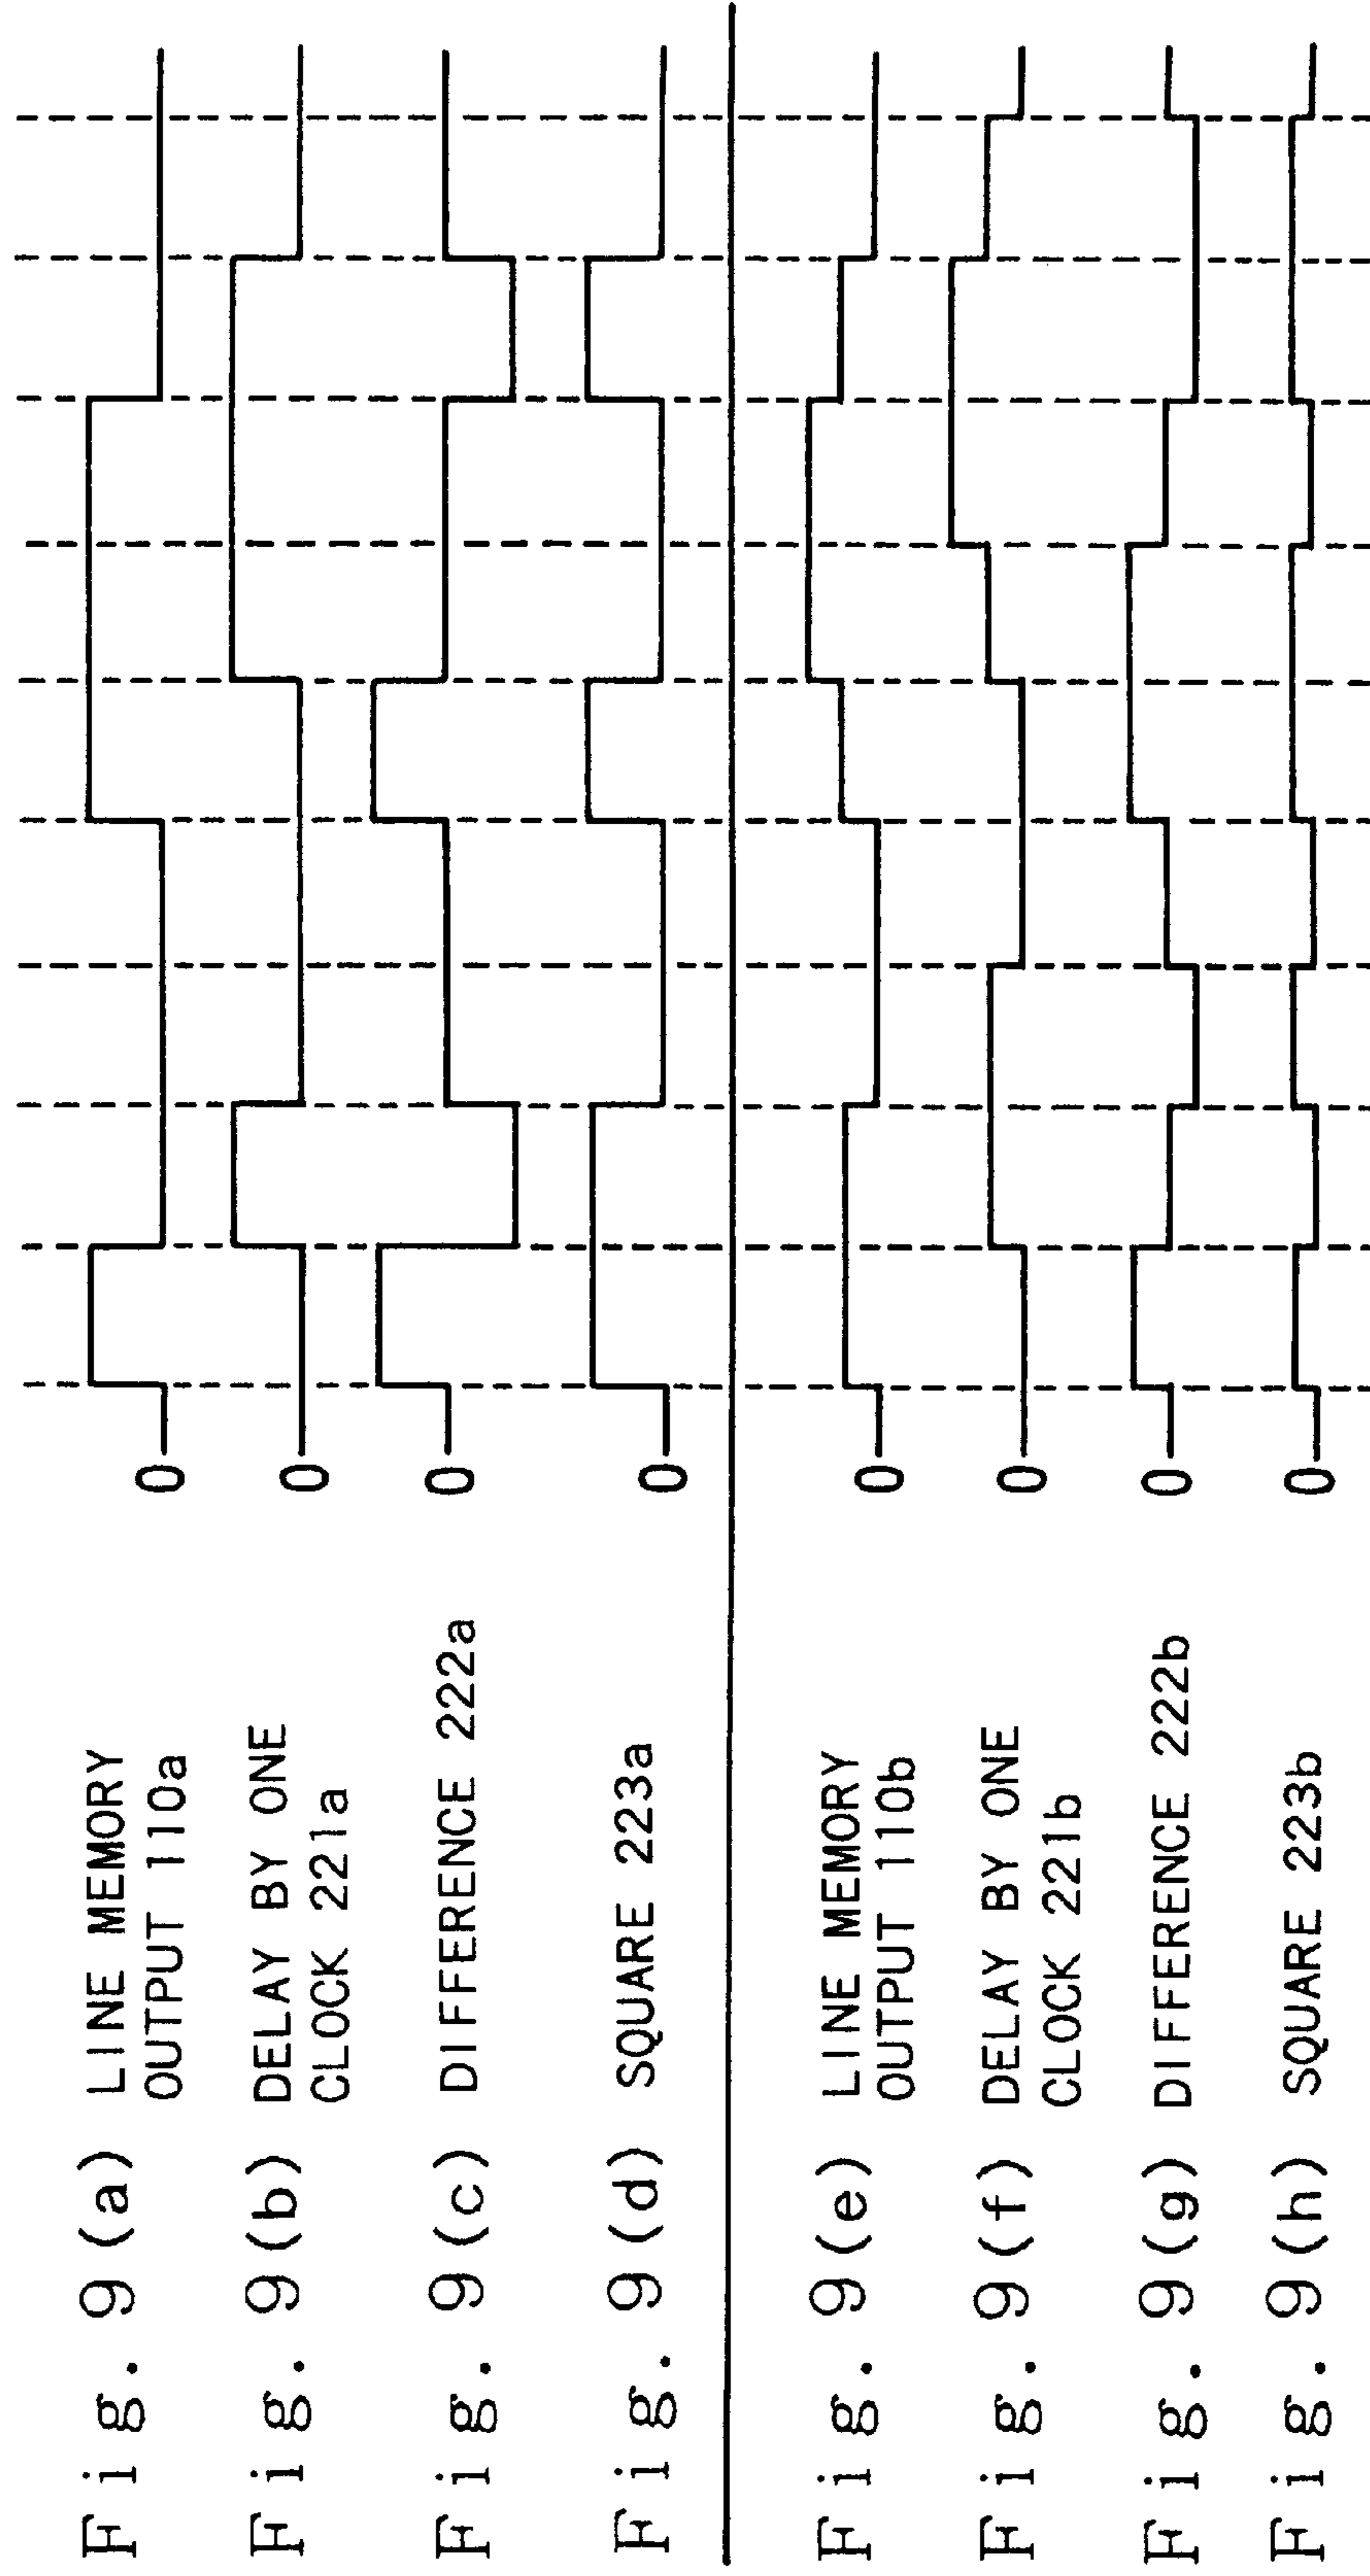 Fig. 9(a) LINE MEMORY
OUTPUT 110a
0
Fig. 9(b) DELAY BY ONE
CLOCK 221a
0
Fig. 9(c) DIFFERENCE 222a
0
Fig. 9(d) SQUARE 223a
0
Fig. 9(e) LINE MEMORY
OUTPUT 110b
0
Fig. 9(f) DELAY BY ONE
CLOCK 221b
0
Fig. 9(g) DIFFERENCE 222b
0
Fig. 9(h) SQUARE 223b
0